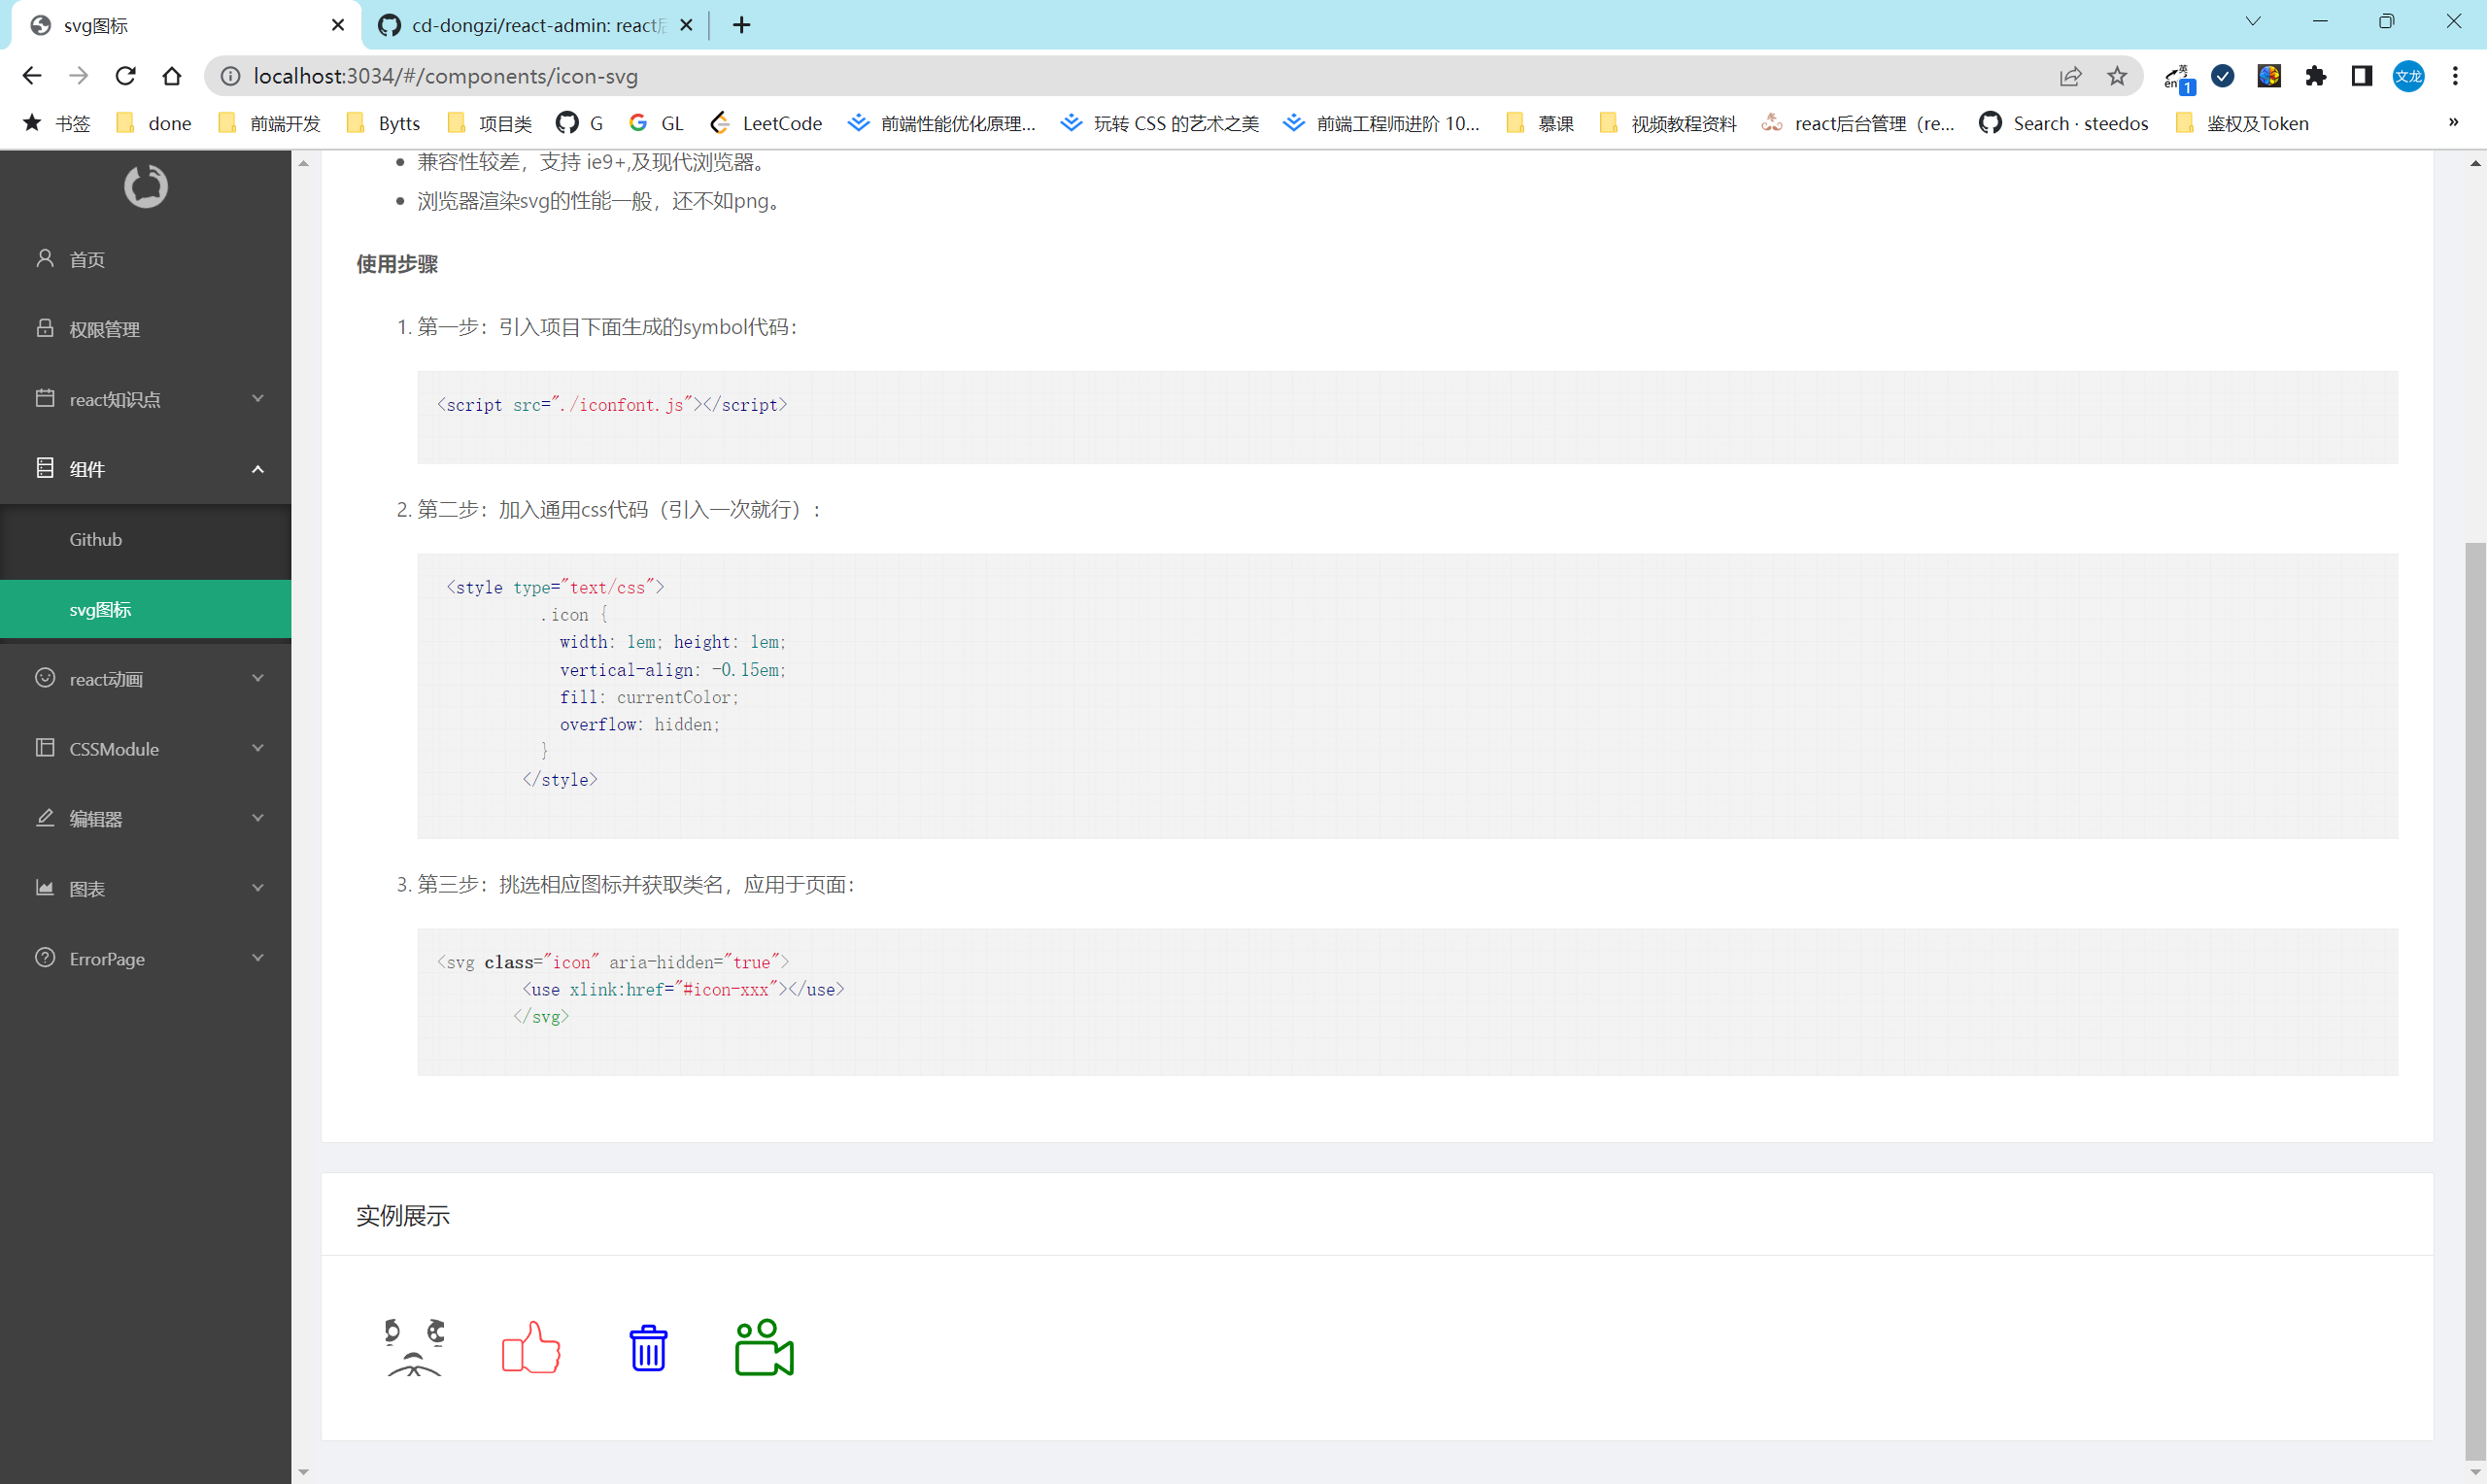 svg图标
cd-dongzi/react-admin: react后
localhost:3034/#/components/icon-svg
英
en
1
文龙
书签
done
前端开发
Bytts
项目类
G
GL
LeetCode
前端性能优化原理...
玩转 CSS 的艺术之美
前端工程师进阶 10...
慕课
视频教程资料
react后台管理（re...
Search · steedos
鉴权及Token
»
首页
权限管理
react知识点
组件
Github
svg图标
react动画
CSSModule
编辑器
图表
ErrorPage
兼容性较差，支持 ie9+,及现代浏览器。
浏览器渲染svg的性能一般，还不如png。
使用步骤
1. 第一步：引入项目下面生成的symbol代码：
<script src="./iconfont.js"></script>
2. 第二步：加入通用css代码（引入一次就行）：
<style type="text/css">
.icon {
width: 1em; height: 1em;
vertical-align: -0.15em;
fill: currentColor;
overflow: hidden;
}
</style>
3. 第三步：挑选相应图标并获取类名，应用于页面：
<svg class="icon" aria-hidden="true">
<use xlink:href="#icon-xxx"></use>
</svg>
实例展示